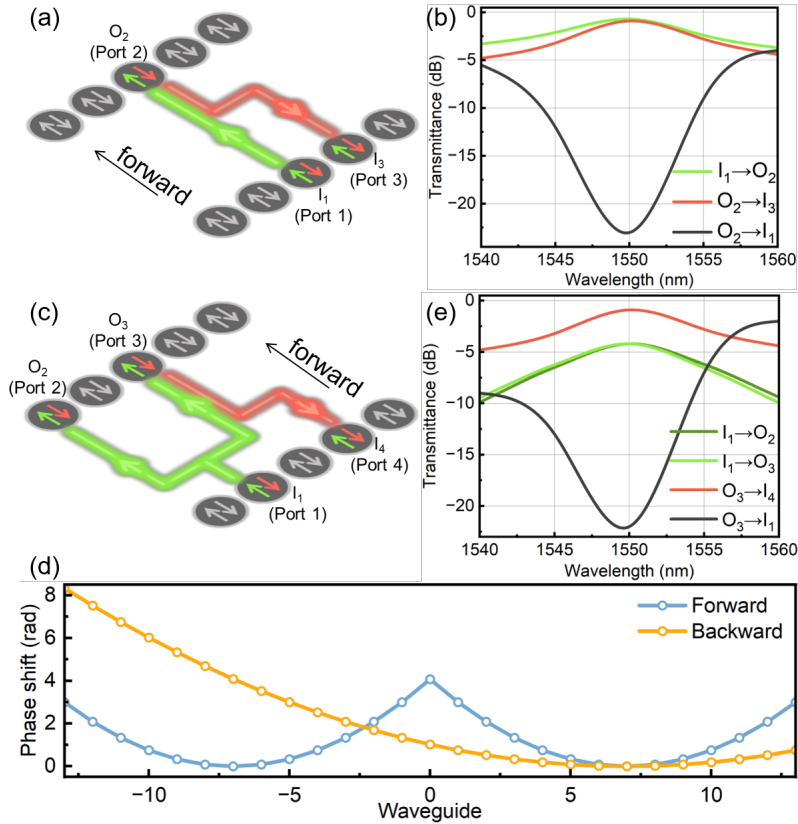 (a)
O₂
(Port 2)
forward
I₃
(Port 3)
I₁
(Port 1)
(b)
Transmittance (dB)
0
−5
−10
−15
−20
I₁→O₂
O₂→I₃
O₂→I₁
1540 1545 1550 1555 1560
Wavelength (nm)
(c)
O₃
(Port 3)
O₂
(Port 2)
forward
I₄
(Port 4)
I₁
(Port 1)
(e)
Transmittance (dB)
0
−5
−10
−15
−20
I₁→O₂
I₁→O₃
O₃→I₄
O₃→I₁
1540 1545 1550 1555 1560
Wavelength (nm)
(d)
Phase shift (rad)
8
6
4
2
0
Forward
Backward
−10 −5 0 5 10
Waveguide